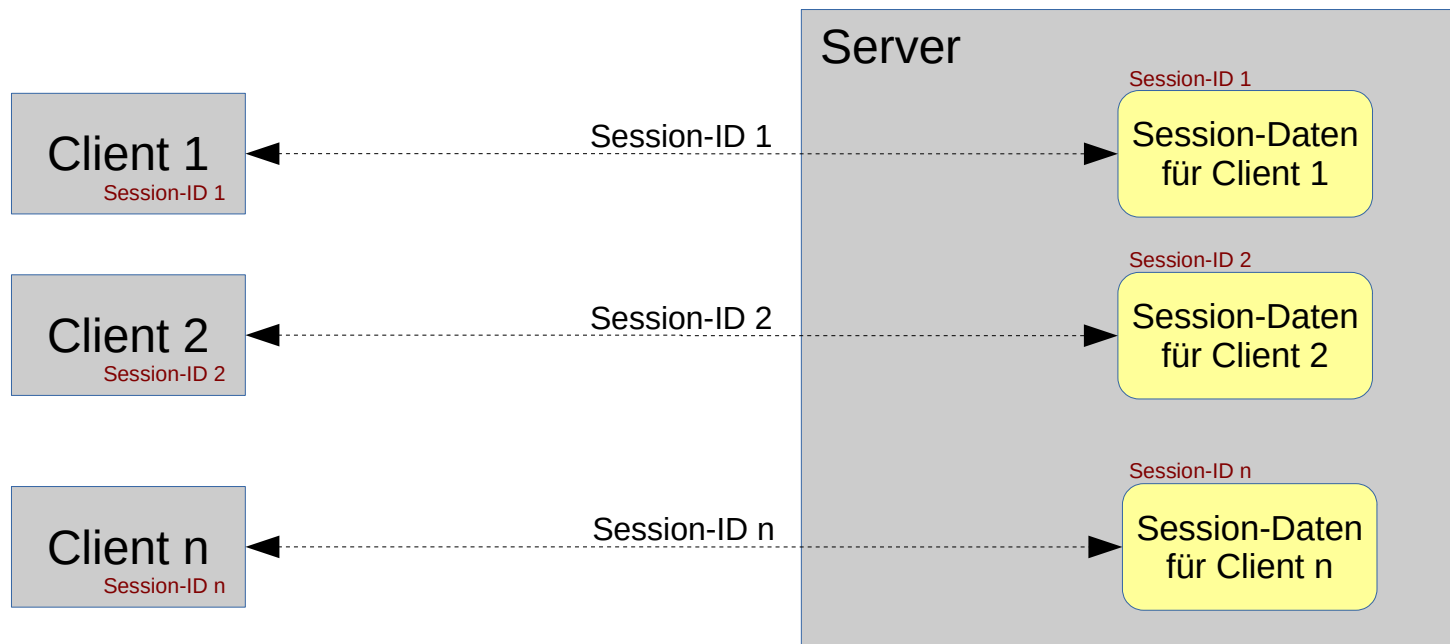 Server
Client 1
Session-ID 1
Session-ID 1
Session-ID 1
Session-Daten
für Client 1
Client 2
Session-ID 2
Session-ID 2
Session-ID 2
Session-Daten
für Client 2
Client n
Session-ID n
Session-ID n
Session-ID n
Session-Daten
für Client n